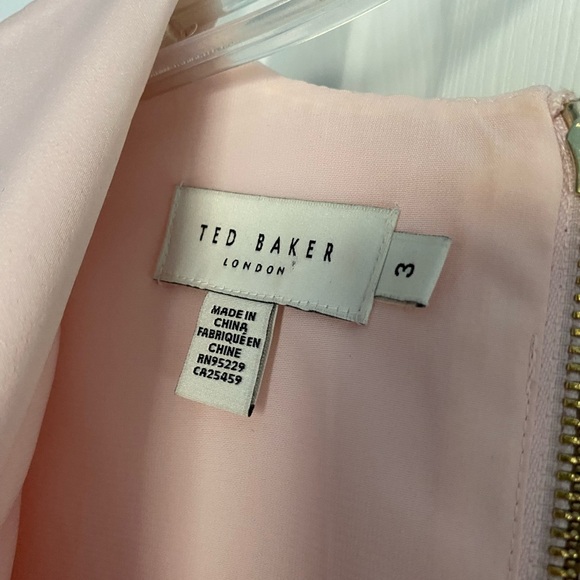 TED BAKER
LONDON
3
MADE IN
CHINA
FABRIQUÉ EN
CHINE
RN95229
CA25459